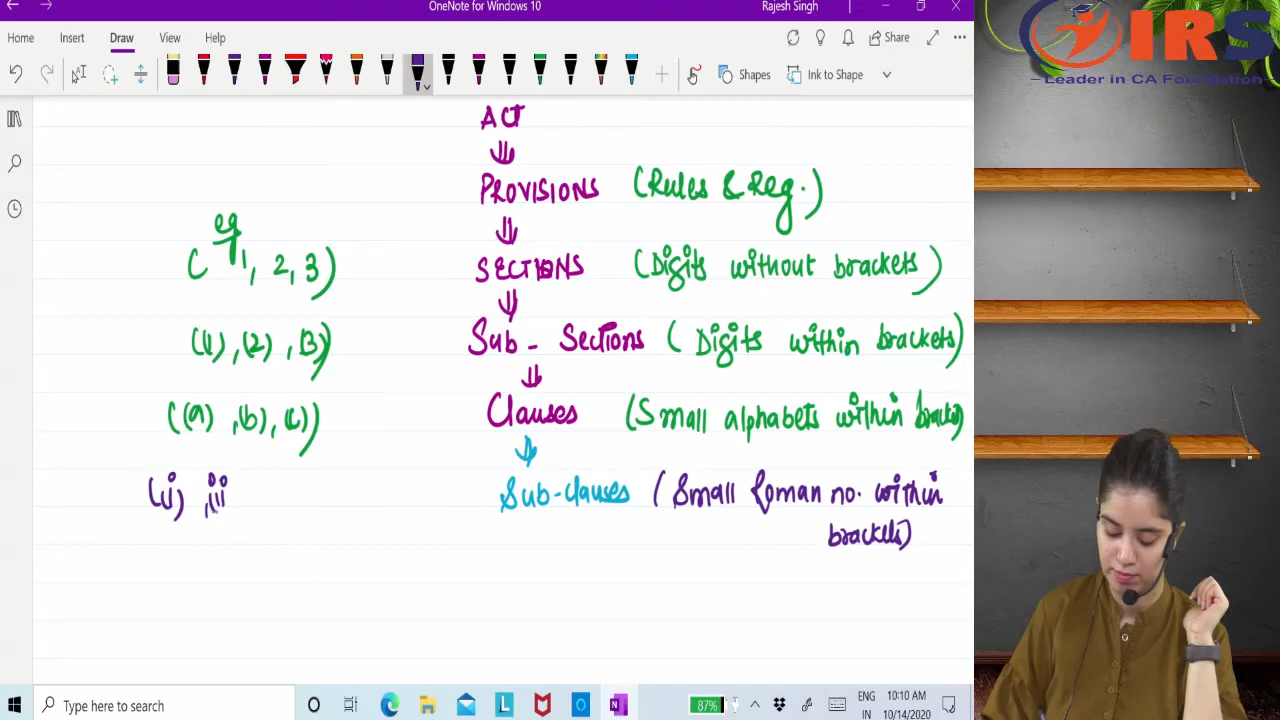 OneNote for Windows 10
Rajesh Singh
Home Insert Draw View Help
Share
Shapes
Ink to Shape
IRS
Leader in CA Foundation
ACT
PROVISIONS (Rules & Reg.)
eg
(1, 2, 3) SECTIONS (Digits without brackets)
(1), (2), (3) Sub - Sections (Digits within brackets)
((a), (b), (c)) Clauses (Small alphabets within bracket
(i), iii Sub-clauses (Small Roman no. within
brackets)
Type here to search
87%
ENG
IN
10:10 AM
10/14/2020